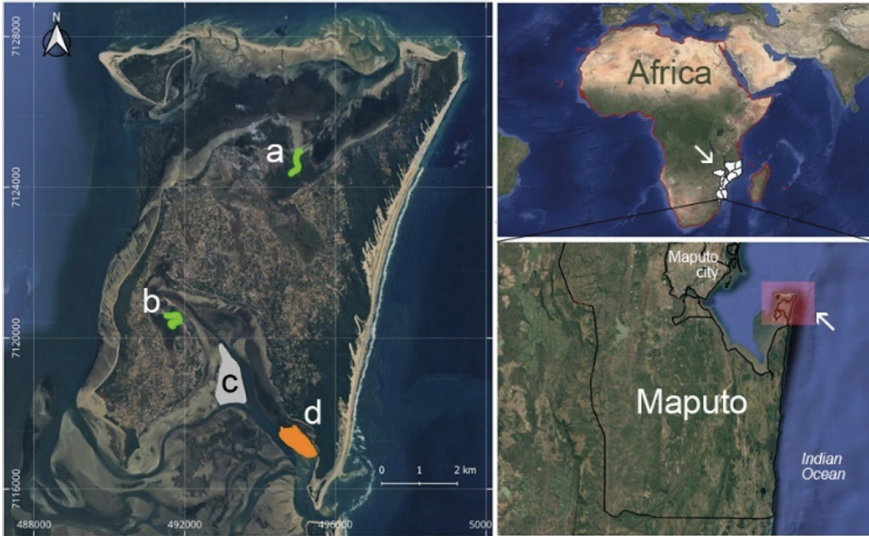 N
7128000
7124000
7120000
7116000
488000
492000
496000
5000
a
b
c
d
0 1 2 km
Africa
Maputo
city
Maputo
Indian
Ocean